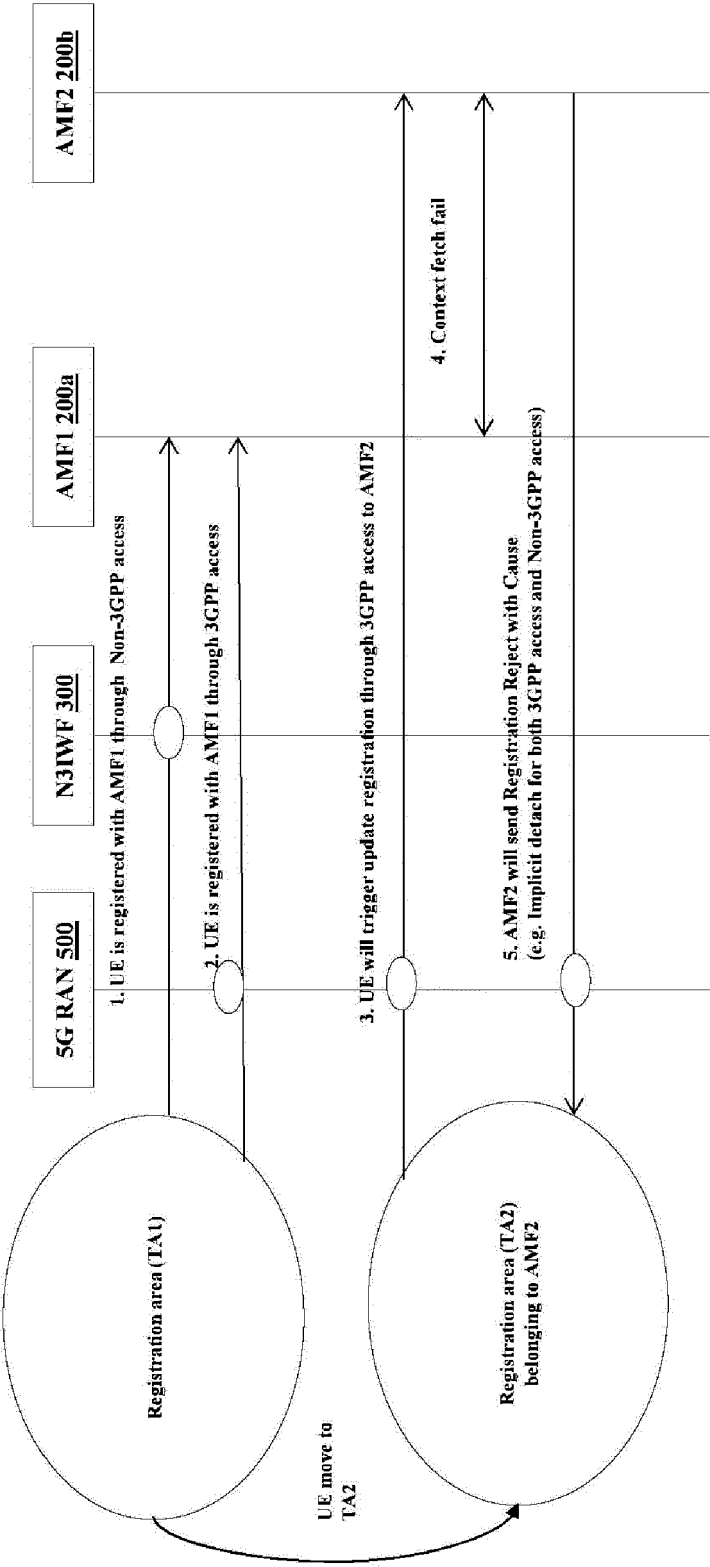 5G RAN 500
N3IWF 300
AMF1 200a
AMF2 200b
1. UE is registered with AMF1 through Non-3GPP access
2. UE is registered with AMF1 through 3GPP access
Registration area (TA1)
UE move to
TA2
3. UE will trigger update registration through 3GPP access to AMF2
4. Context fetch fail
Registration area (TA2)
belonging to AMF2
5. AMF2 will send Registration Reject with Cause
(e.g. Implicit detach for both 3GPP access and Non-3GPP access)